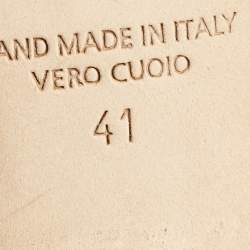 AND MADE IN ITALY
VERO CUOIO
41